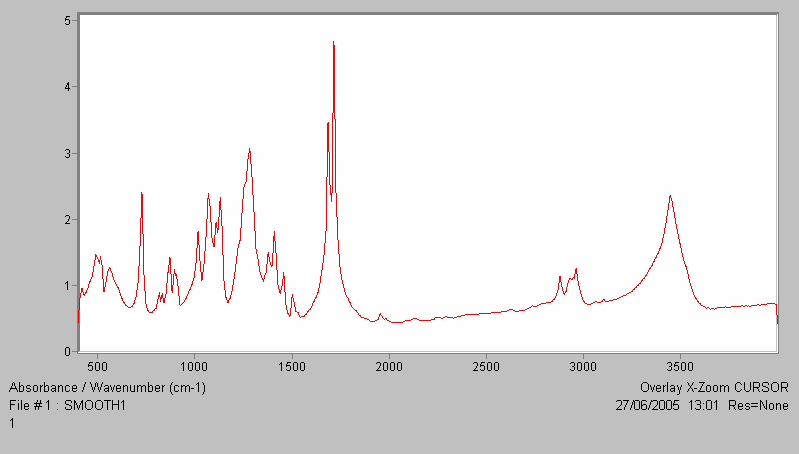 5
4
3
2
1
0
500 1000 1500 2000 2500 3000 3500
Absorbance / Wavenumber (cm-1) Overlay X-Zoom CURSOR
File # 1 : SMOOTH1 27/06/2005 13:01 Res=None
1